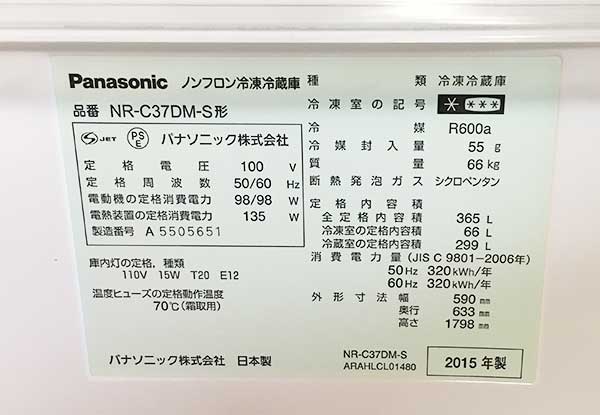 Panasonic ノンフロン冷凍冷蔵庫
品番 NR-C37DM-S形
S JET PSE パナソニック株式会社
定格電圧 100 V
定格周波数 50/60 Hz
電動機の定格消費電力 98/98 W
電熱装置の定格消費電力 135 W
製造番号 A 5505651
庫内灯の定格, 種類
110V 15W T20 E12
温度ヒューズの定格動作温度
70℃(霜取用)
パナソニック株式会社 日本製
種類 冷凍冷蔵庫
冷凍室の記号 * ***
冷媒 R600a
冷媒封入量 55 g
質量 66 kg
断熱発泡ガス シクロペンタン
定格内容積
全定格内容積 365 L
冷凍室の定格内容積 66 L
冷蔵室の定格内容積 299 L
消費電力量(JIS C 9801-2006年)
50Hz 320 kWh/年
60Hz 320 kWh/年
外形寸法 幅 590 mm
奥行 633 mm
高さ 1798 mm
NR-C37DM-S
ARAHLCL01480
2015年製